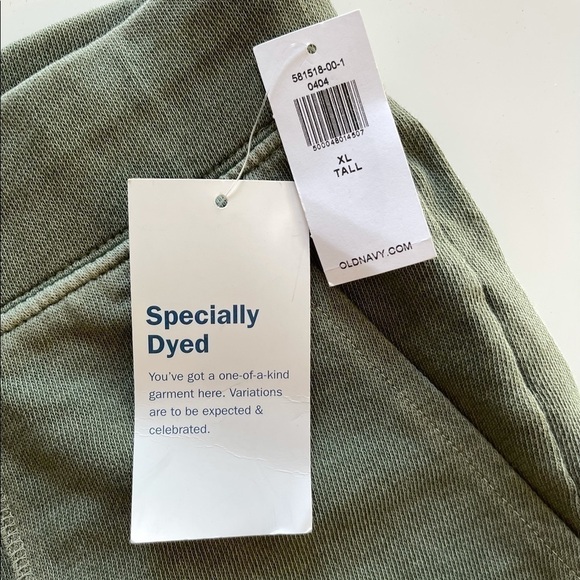 581518-00-1
0404
500046014507
XL
TALL
OLDNAVY.COM
Specially
Dyed
You've got a one-of-a-kind
garment here. Variations
are to be expected &
celebrated.